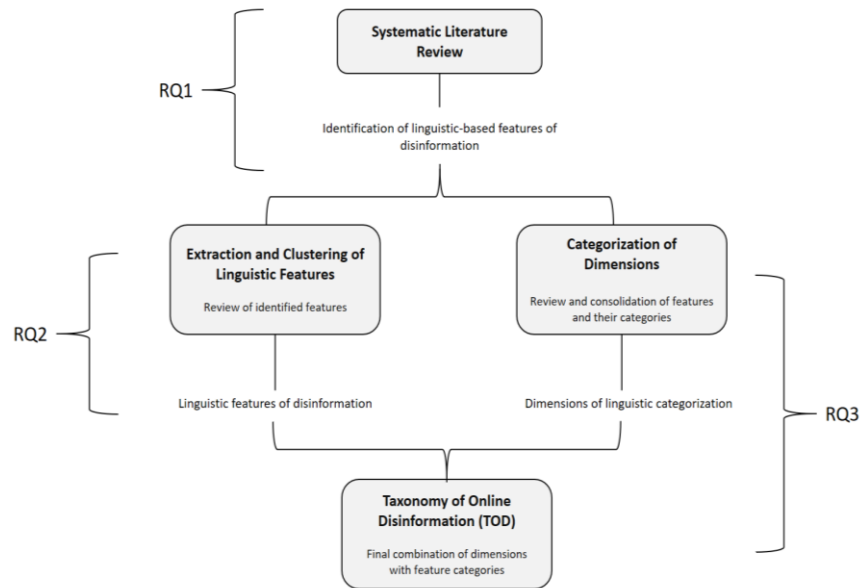 Systematic Literature
Review
RQ1
Identification of linguistic-based features of
disinformation
Extraction and Clustering of
Linguistic Features
Review of identified features
Categorization of
Dimensions
Review and consolidation of features
and their categories
RQ2
Linguistic features of disinformation
Dimensions of linguistic categorization
RQ3
Taxonomy of Online
Disinformation (TOD)
Final combination of dimensions
with feature categories